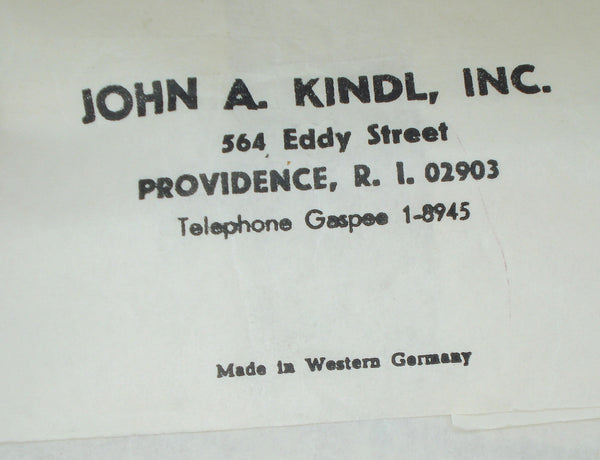 JOHN A. KINDL, INC.
564 Eddy Street
PROVIDENCE, R. I. 02903
Telephone Gaspee 1-8945
Made in Western Germany